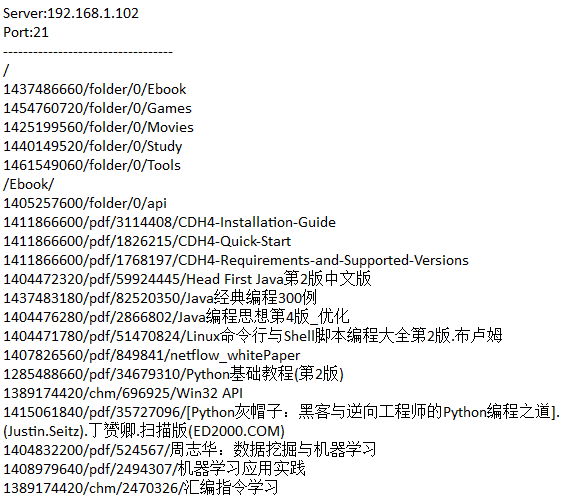 Server:192.168.1.102
Port:21
----------------------------------
/
1437486660/folder/0/Ebook
1454760720/folder/0/Games
1425199560/folder/0/Movies
1440149520/folder/0/Study
1461549060/folder/0/Tools
/Ebook/
1405257600/folder/0/api
1411866600/pdf/3114408/CDH4-Installation-Guide
1411866600/pdf/1826215/CDH4-Quick-Start
1411866600/pdf/1768197/CDH4-Requirements-and-Supported-Versions
1404472320/pdf/59924445/Head First Java第2版中文版
1437483180/pdf/82520350/Java经典编程300例
1404476280/pdf/2866802/Java编程思想第4版_优化
1404471780/pdf/51470824/Linux命令行与Shell脚本编程大全第2版.布卢姆
1407826560/pdf/849841/netflow_whitePaper
1285488660/pdf/34679310/Python基础教程(第2版)
1389174420/chm/696925/Win32 API
1415061840/pdf/35727096/[Python灰帽子：黑客与逆向工程师的Python编程之道].
(Justin.Seitz).丁赟卿.扫描版(ED2000.COM)
1404832200/pdf/524567/周志华：数据挖掘与机器学习
1408979640/pdf/2494307/机器学习应用实践
1389174420/chm/2470326/汇编指令学习